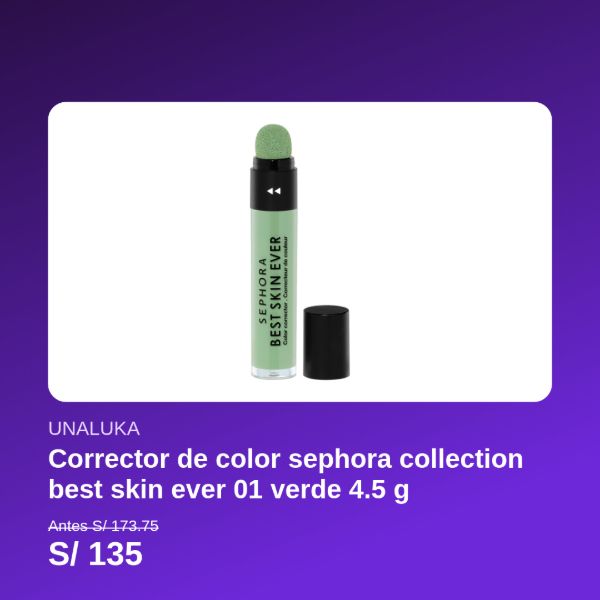 SEPHORA
BEST SKIN EVER
Color corrector · Correcteur de couleur
UNALUKA
Corrector de color sephora collection
best skin ever 01 verde 4.5 g
Antes S/ 173.75
S/ 135